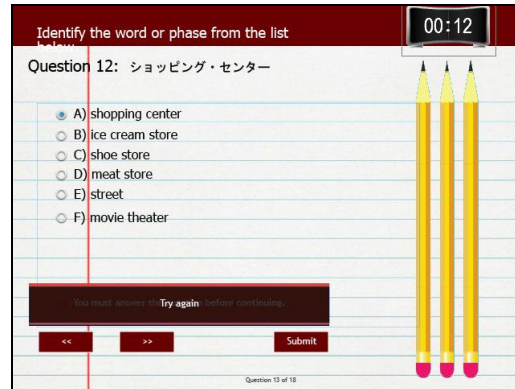 Identify the word or phase from the list
below
00:12
Question 12: ショッピング・センター
A) shopping center
B) ice cream store
C) shoe store
D) meat store
E) street
F) movie theater
You must answer the Try again before continuing.
<< >> Submit
Question 13 of 18